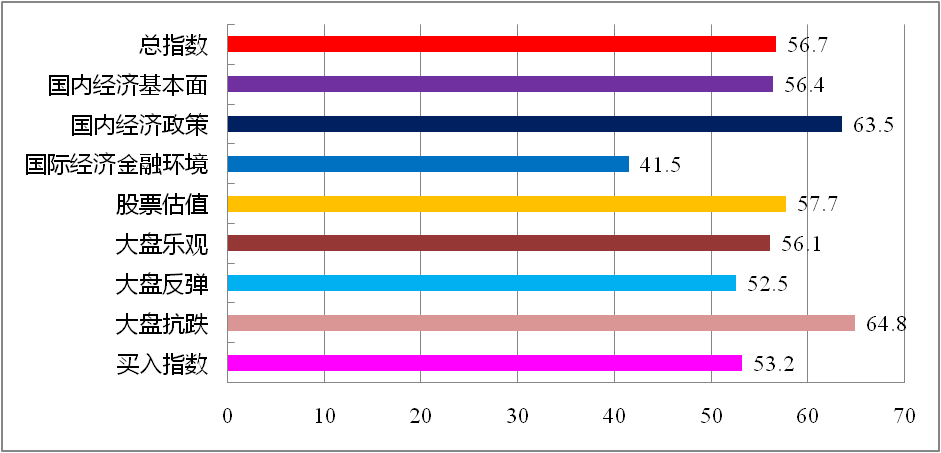 总指数 56.7
国内经济基本面 56.4
国内经济政策 63.5
国际经济金融环境 41.5
股票估值 57.7
大盘乐观 56.1
大盘反弹 52.5
大盘抗跌 64.8
买入指数 53.2
0 10 20 30 40 50 60 70